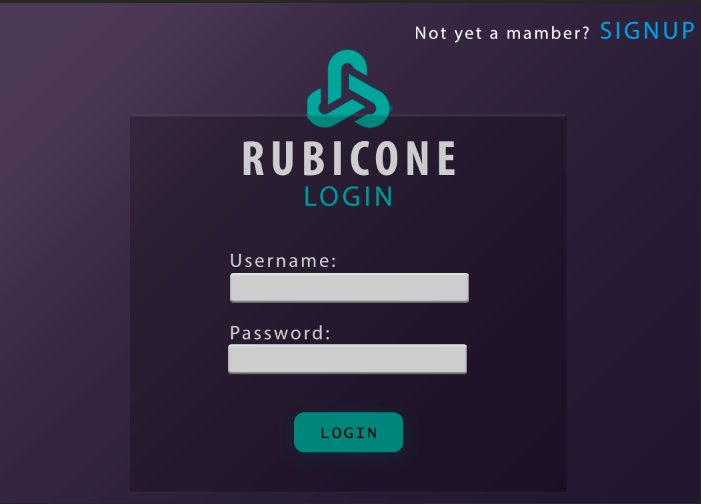 Not yet a mamber? SIGNUP
RUBICONE
LOGIN
Username:
Password:
LOGIN